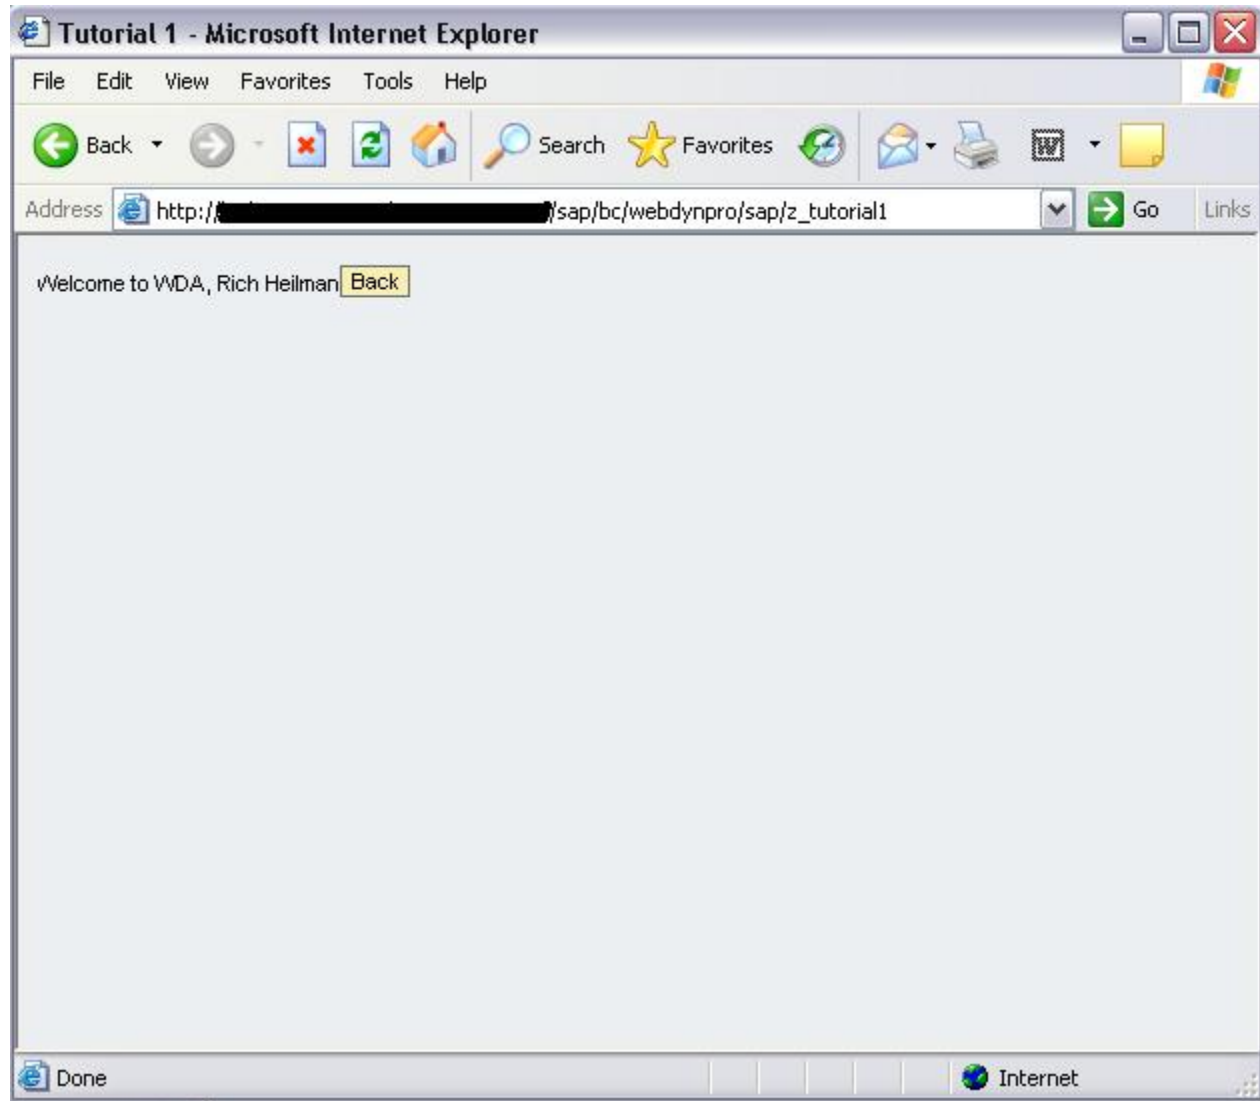 Tutorial 1 - Microsoft Internet Explorer
File Edit View Favorites Tools Help
Back Search Favorites W
Address http:// /sap/bc/webdynpro/sap/z_tutorial1 Go Links
Welcome to WDA, Rich Heilman Back
Done Internet